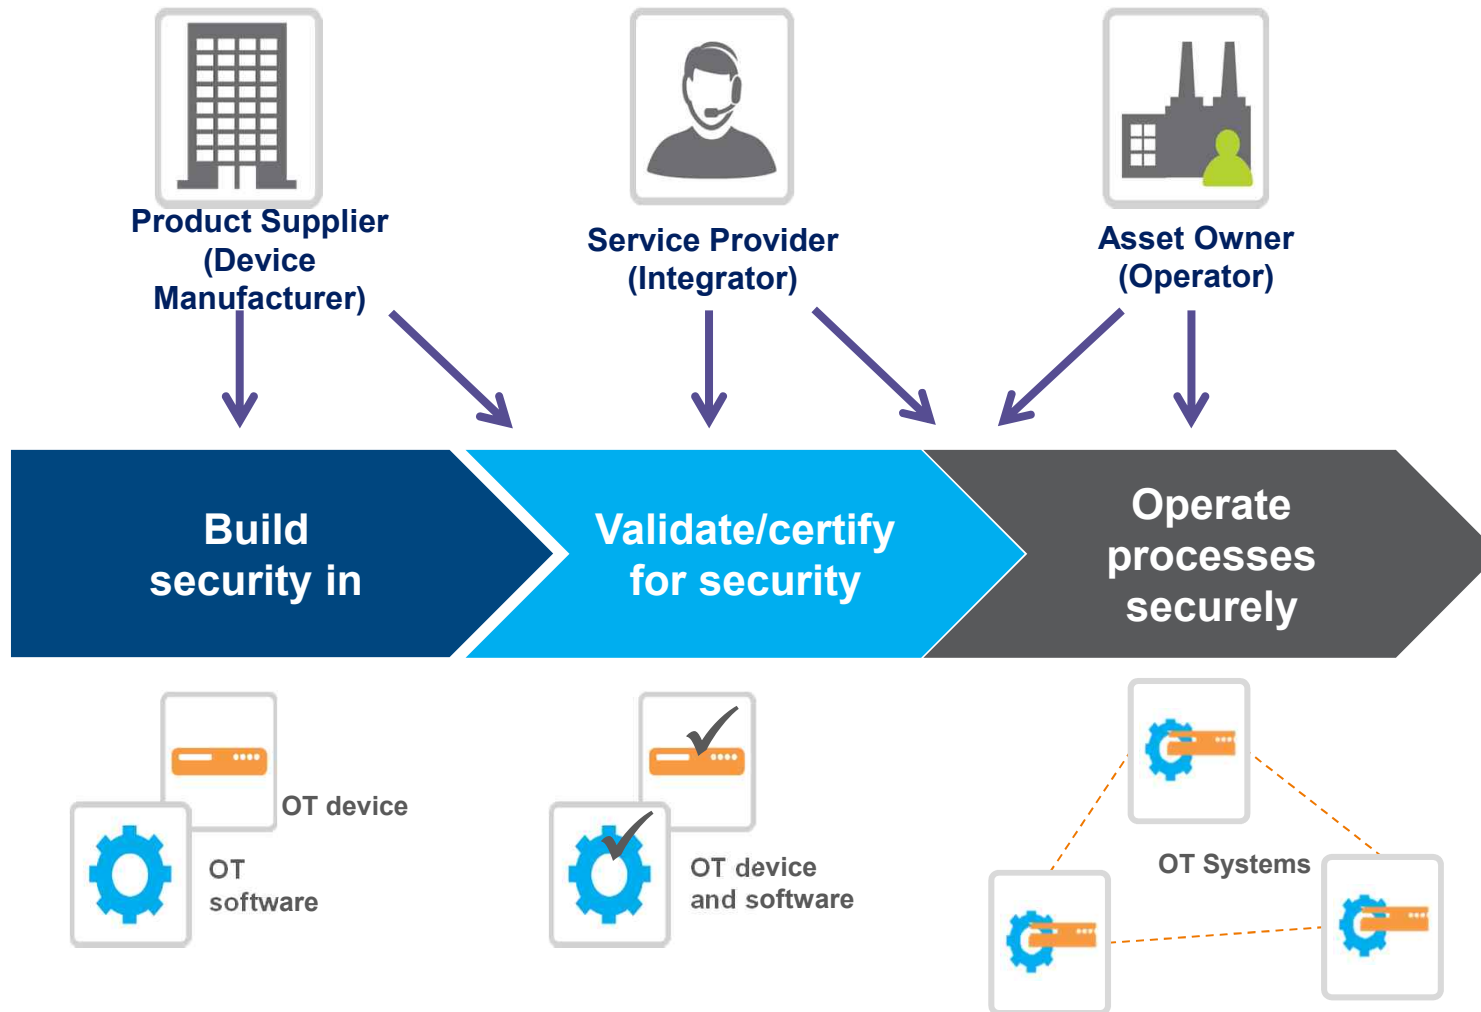 Product Supplier
(Device
Manufacturer)
Service Provider
(Integrator)
Asset Owner
(Operator)
Build
security in
Validate/certify
for security
Operate
processes
securely
OT device
OT
software
OT device
and software
OT Systems